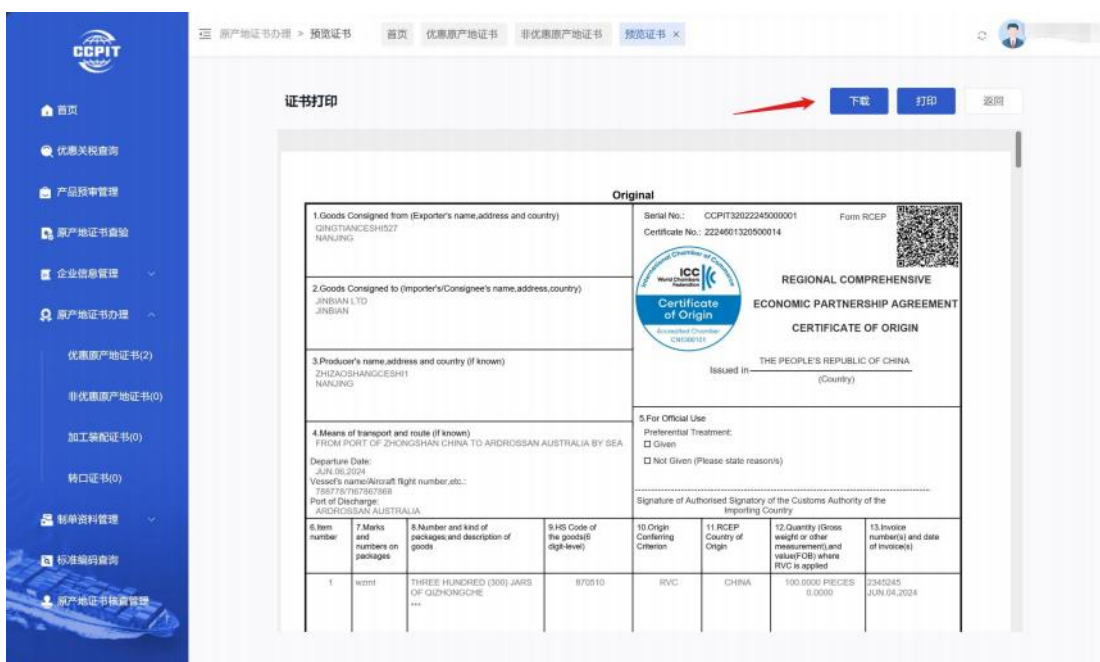 CCPIT
首页
优惠关税查询
产品预审管理
原产地证书查验
企业信息管理
原产地证书办理
优惠原产地证书(2)
非优惠原产地证书(0)
加工装配证书(0)
转口证书(0)
制单资料管理
标准编码查询
原产地证书核查管理
原产地证书办理 > 预览证书
首页 优惠原产地证书 非优惠原产地证书 预览证书 ×
证书打印
下载 打印 返回
Original
1.Goods Consigned from (Exporter's name,address and country)
QINGTIANCESHI527
NANJING
2.Goods Consigned to (Importer's/Consignee's name,address,country)
JINBIAN LTD
JINBIAN
3.Producer's name,address and country (if known)
ZHIZAOSHANGCESHI1
NANJING
4.Means of transport and route (if known)
FROM PORT OF ZHONGSHAN CHINA TO ARDROSSAN AUSTRALIA BY SEA
Departure Date:
JUN.06,2024
Vessel's name/Aircraft flight number,etc.:
788778/7l67867868
Port of Discharge:
ARDROSSAN AUSTRALIA
Serial No.: CCPIT32022245000001 Form RCEP
Certificate No.: 2224601320500014
International Chamber of Commerce
ICC
World Chambers
Federation
Certificate
of Origin
Accredited Chamber
REGIONAL COMPREHENSIVE
ECONOMIC PARTNERSHIP AGREEMENT
CERTIFICATE OF ORIGIN
THE PEOPLE'S REPUBLIC OF CHINA
Issued in
(Country)
5.For Official Use
Preferential Treatment:
Given
Not Given (Please state reason/s)
Signature of Authorised Signatory of the Customs Authority of the
Importing Country
6.Item
number
7.Marks
and
numbers on
packages
8.Number and kind of
packages;and description of
goods
9.HS Code of
the goods(6
digit-level)
10.Origin
Conferring
Criterion
11.RCEP
Country of
Origin
12.Quantity (Gross
weight or other
measurement),and
value(FOB) where
RVC is applied
13.Invoice
number(s) and date
of invoice(s)
1
wzmt
THREE HUNDRED (300) JARS
OF QIZHONGCHE
***
870510
RVC
CHINA
100.0000 PIECES
0.0000
2345245
JUN.04,2024